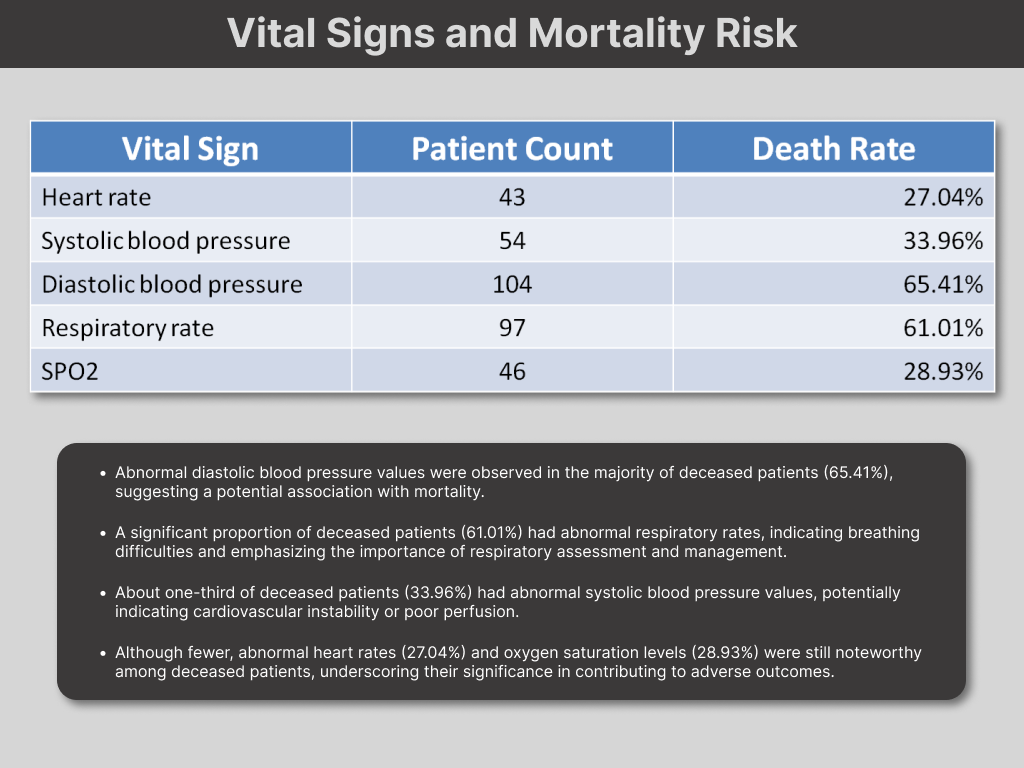 Vital Signs and Mortality Risk
Vital Sign Patient Count Death Rate
Heart rate 43 27.04%
Systolic blood pressure 54 33.96%
Diastolic blood pressure 104 65.41%
Respiratory rate 97 61.01%
SPO2 46 28.93%
• Abnormal diastolic blood pressure values were observed in the majority of deceased patients (65.41%),
suggesting a potential association with mortality.
• A significant proportion of deceased patients (61.01%) had abnormal respiratory rates, indicating breathing
difficulties and emphasizing the importance of respiratory assessment and management.
• About one-third of deceased patients (33.96%) had abnormal systolic blood pressure values, potentially
indicating cardiovascular instability or poor perfusion.
• Although fewer, abnormal heart rates (27.04%) and oxygen saturation levels (28.93%) were still noteworthy
among deceased patients, underscoring their significance in contributing to adverse outcomes.